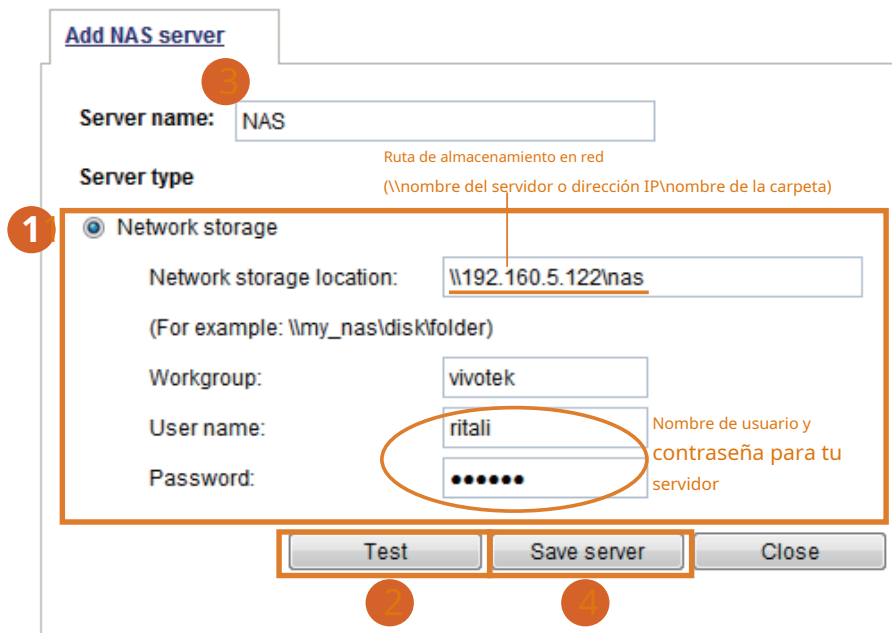 Add NAS server
3
Server name: NAS
Ruta de almacenamiento en red
Server type
(\\nombre del servidor o dirección IP\nombre de la carpeta)
1
Network storage
Network storage location: \\192.160.5.122\nas
(For example: \\my_nas\disk\folder)
Workgroup: vivotek
User name: ritali
Nombre de usuario y
contraseña para tu
Password: ●●●●●●
servidor
Test Save server Close
2 4